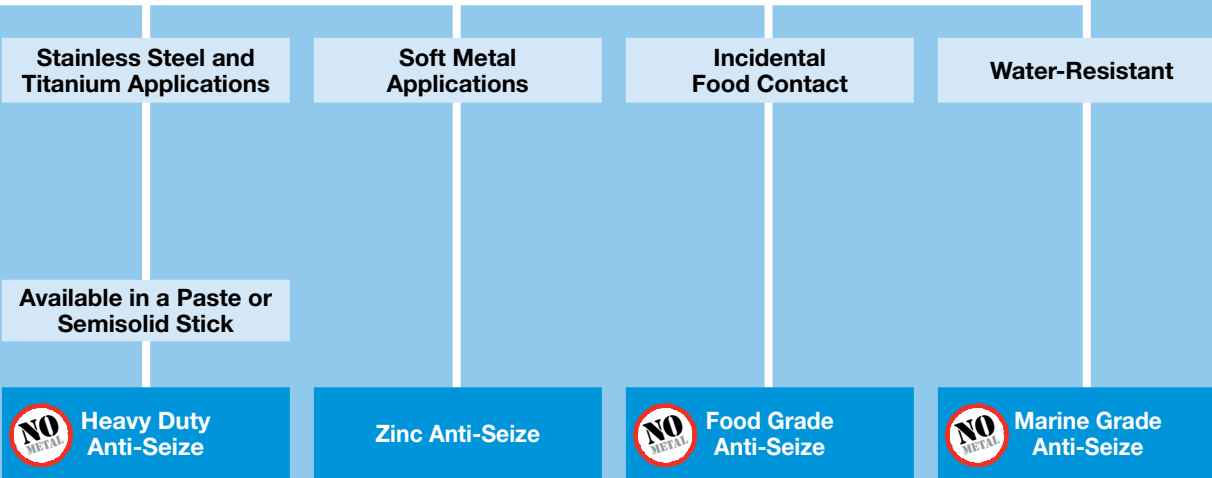 Stainless Steel and
Titanium Applications
Soft Metal
Applications
Incidental
Food Contact
Water-Resistant
Available in a Paste or
Semisolid Stick
NO
METAL
Heavy Duty
Anti-Seize
Zinc Anti-Seize
NO
METAL
Food Grade
Anti-Seize
NO
METAL
Marine Grade
Anti-Seize